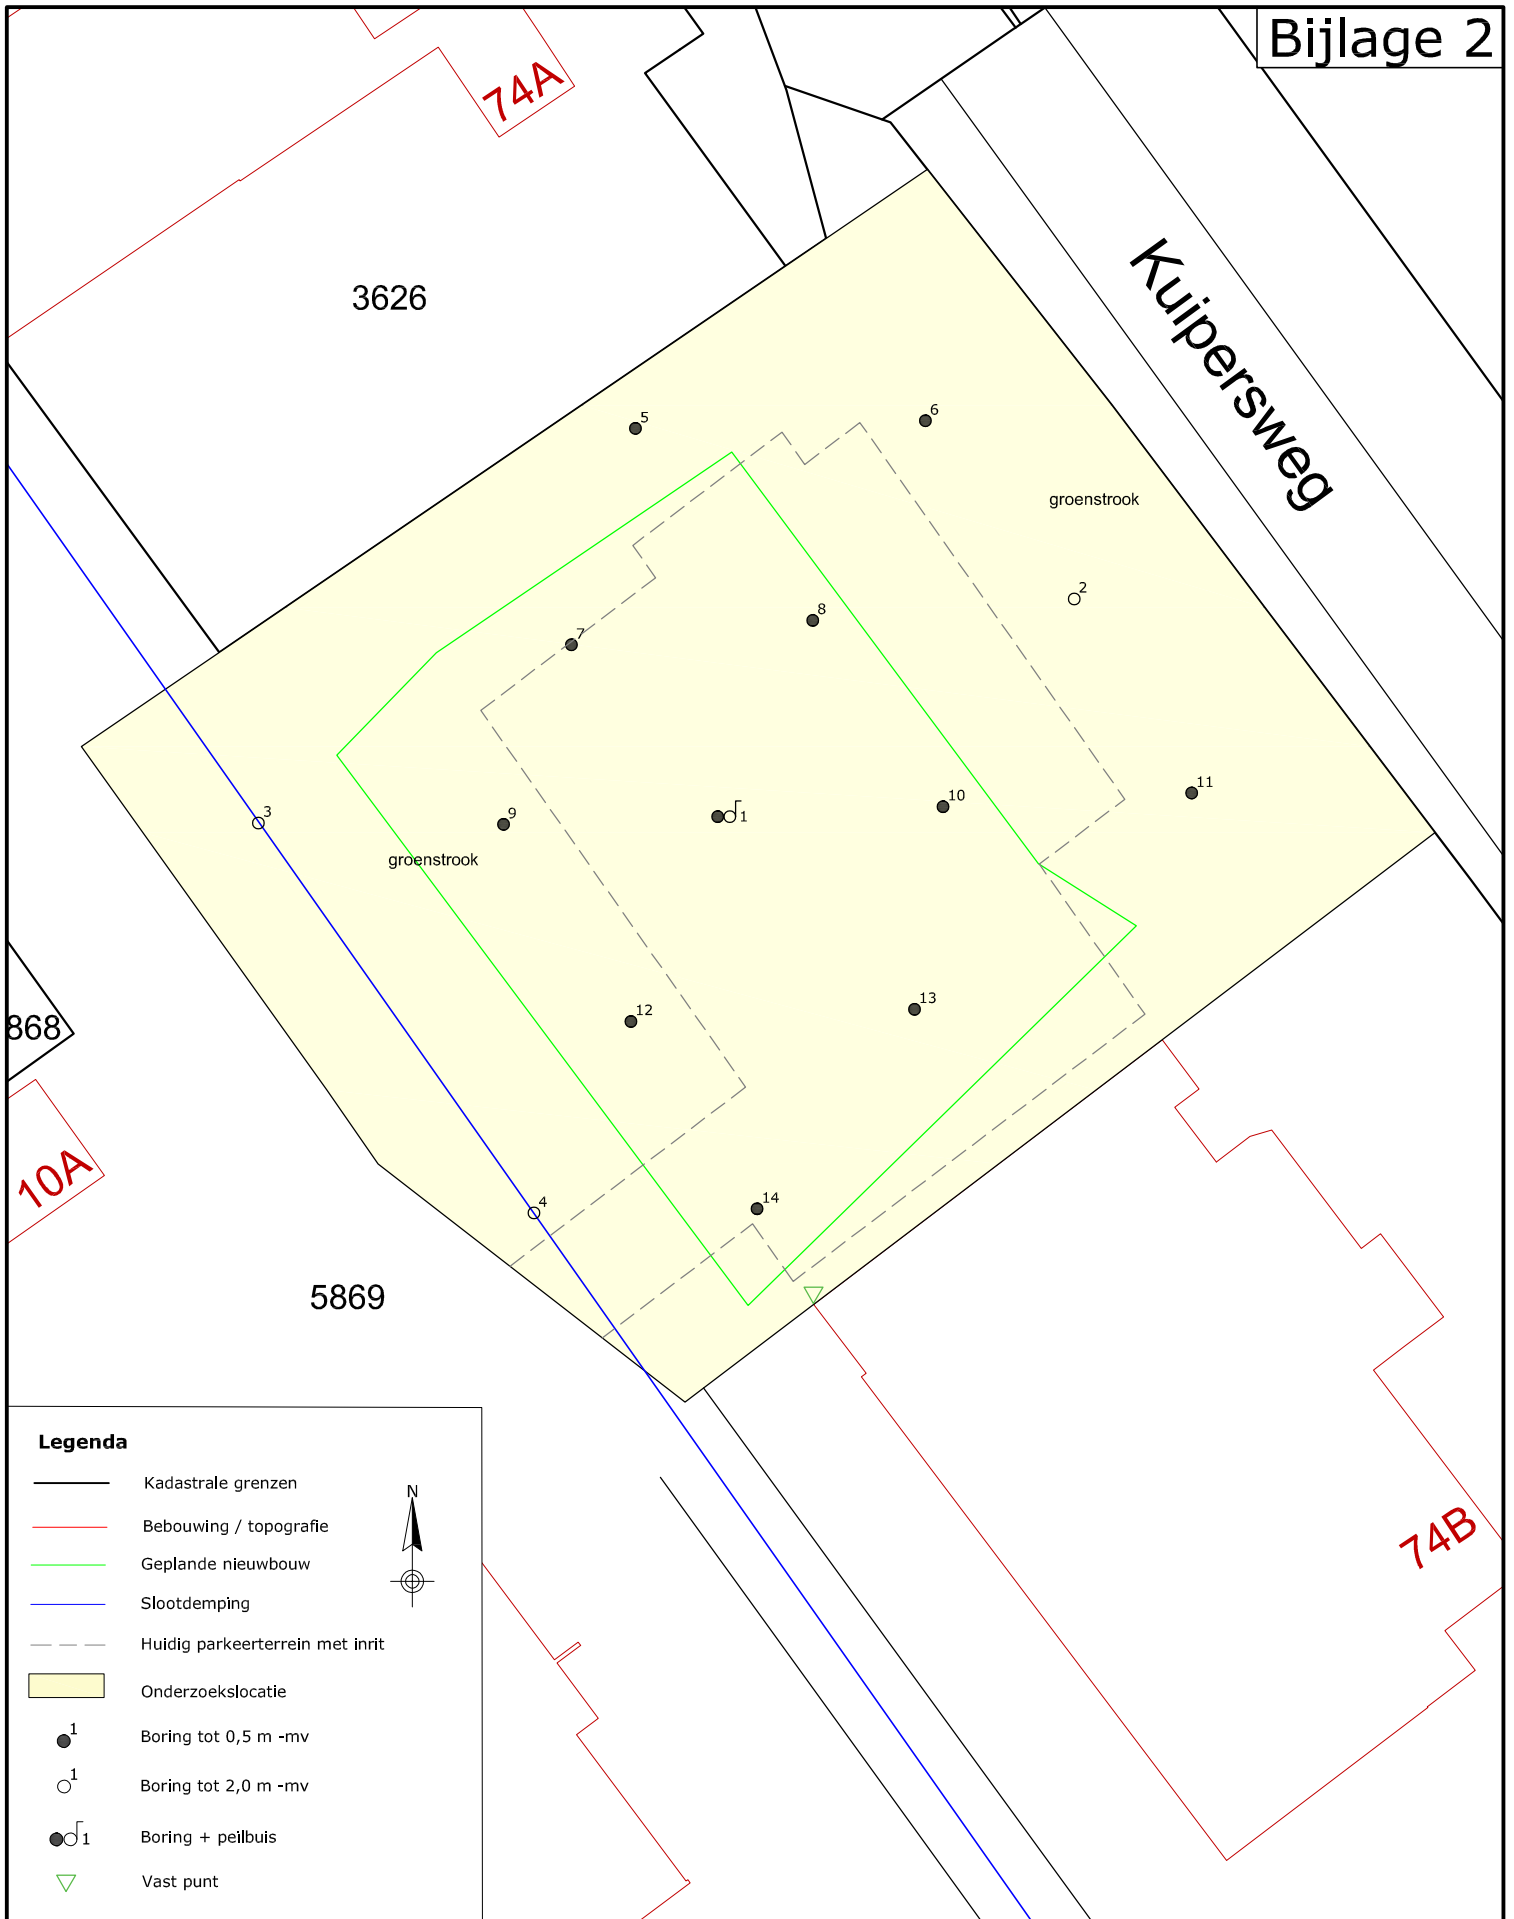 Bijlage 2
74A
3626
Kuipersweg
5
6
groenstrook
2
8
7
11
10
3
9
1
groenstrook
13
12
868
10A
4
14
5869
74B
Legenda
Kadastrale grenzen
N
Bebouwing / topografie
Geplande nieuwbouw
Slootdemping
Huidig parkeerterrein met inrit
Onderzoekslocatie
1 Boring tot 0,5 m -mv
1 Boring tot 2,0 m -mv
1 Boring + peilbuis
Vast punt